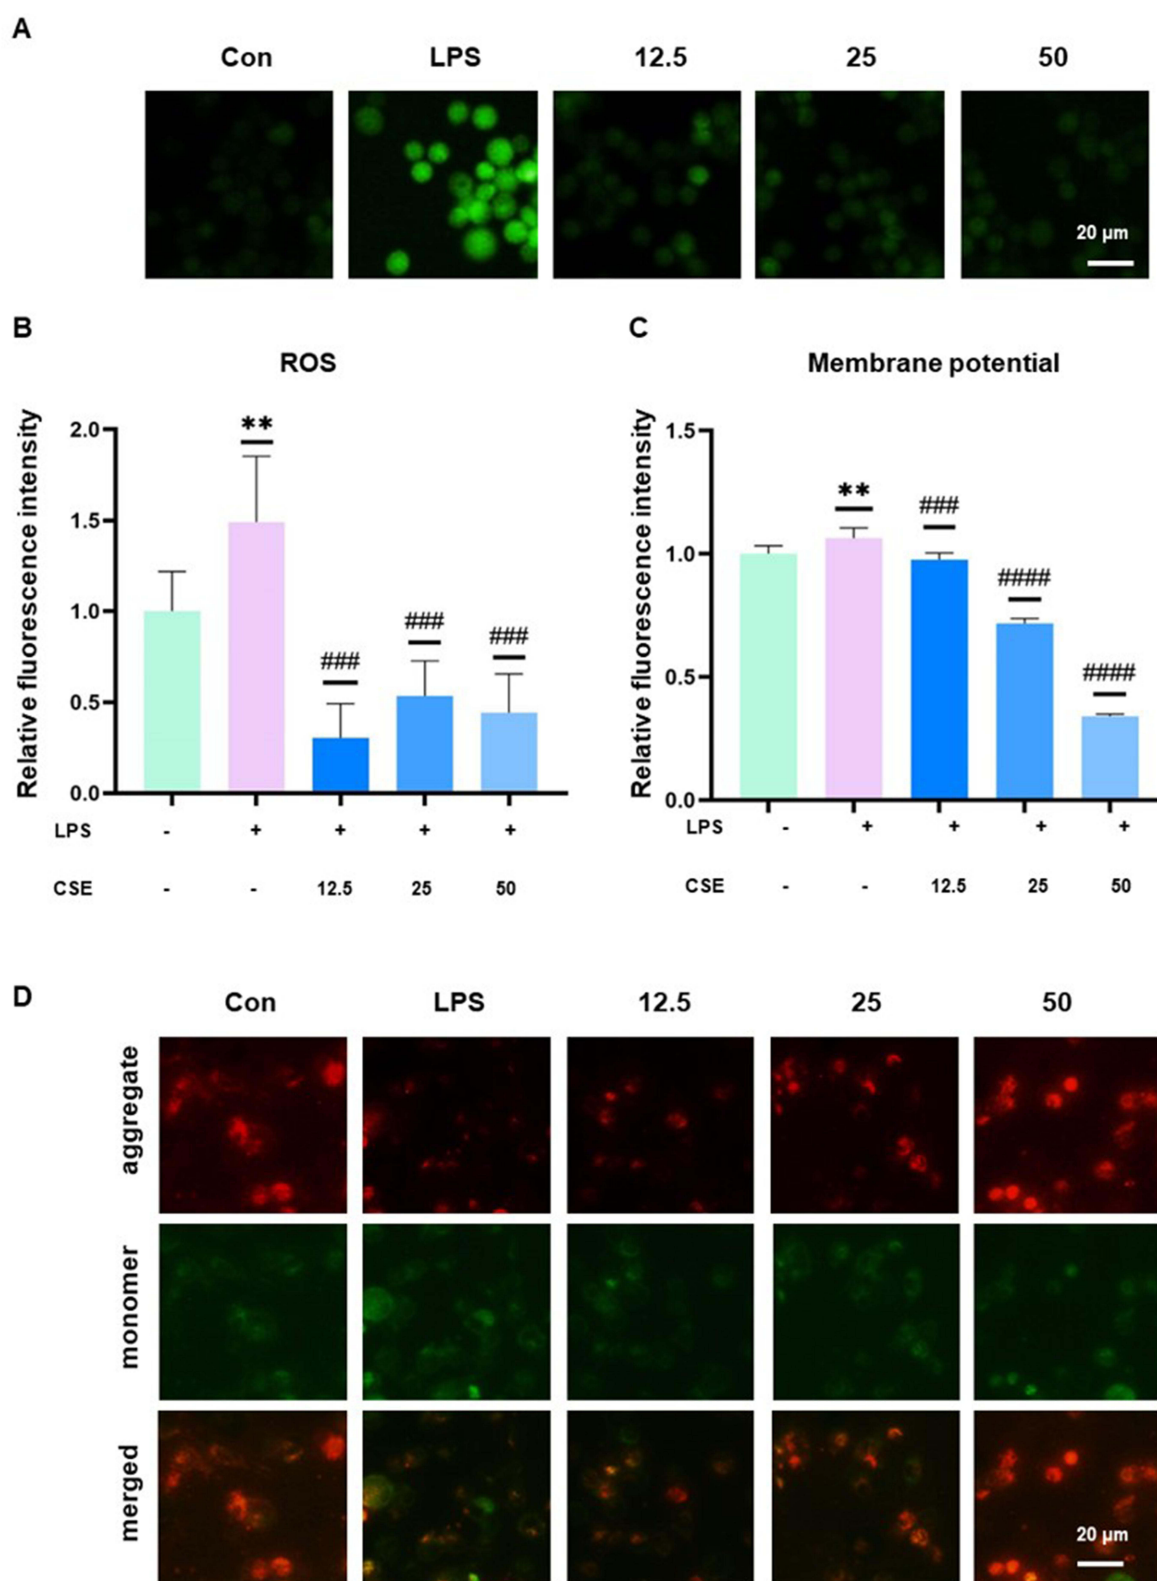 A
Con LPS 12.5 25 50
20 µm
B
ROS
Relative fluorescence intensity
2.0
1.5
1.0
0.5
0.0
**
###
###
###
LPS - + + + +
CSE - - 12.5 25 50
C
Membrane potential
Relative fluorescence intensity
1.5
1.0
0.5
0.0
**
###
####
####
LPS - + + + +
CSE - - 12.5 25 50
D
Con LPS 12.5 25 50
aggregate
monomer
merged
20 µm